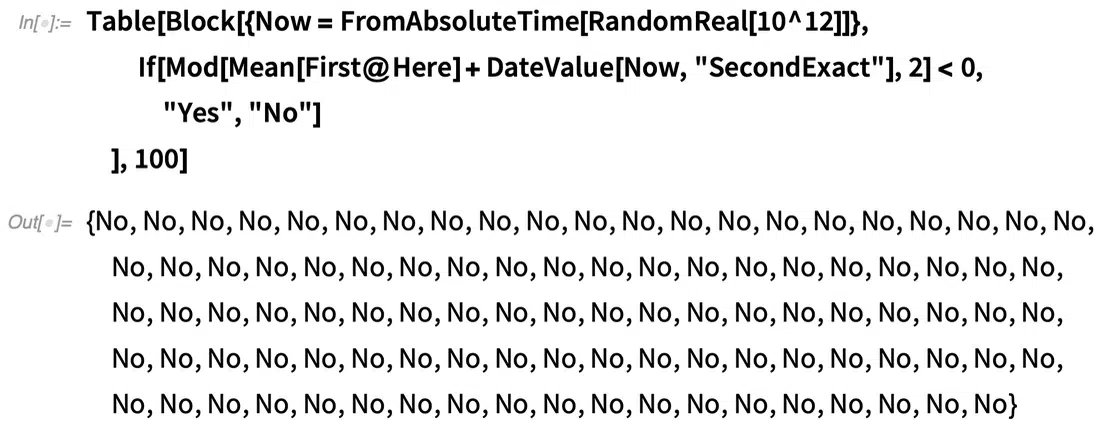 In[•]:= Table[Block[{Now = FromAbsoluteTime[RandomReal[10^12]]},
If[Mod[Mean[First@Here] + DateValue[Now, "SecondExact"], 2] < 0,
"Yes", "No"]
], 100]
Out[•]= {No, No, No, No, No, No, No, No, No, No, No, No, No, No, No, No, No, No, No, No, No,
No, No, No, No, No, No, No, No, No, No, No, No, No, No, No, No, No, No, No, No,
No, No, No, No, No, No, No, No, No, No, No, No, No, No, No, No, No, No, No, No,
No, No, No, No, No, No, No, No, No, No, No, No, No, No, No, No, No, No, No, No,
No, No, No, No, No, No, No, No, No, No, No, No, No, No, No, No, No, No, No}